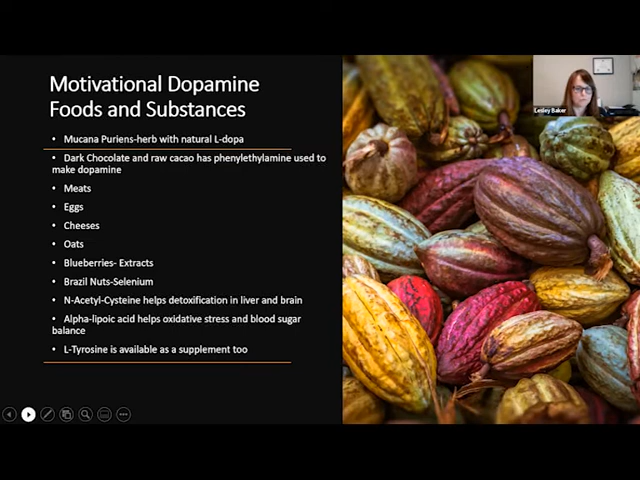 Motivational Dopamine
Foods and Substances
• Mucana Puriens-herb with natural L-dopa
• Dark Chocolate and raw cacao has phenylethylamine used to
make dopamine
• Meats
• Eggs
• Cheeses
• Oats
• Blueberries- Extracts
• Brazil Nuts-Selenium
• N-Acetyl-Cysteine helps detoxification in liver and brain
• Alpha-lipoic acid helps oxidative stress and blood sugar
balance
• L-Tyrosine is available as a supplement too
Lesley Baker